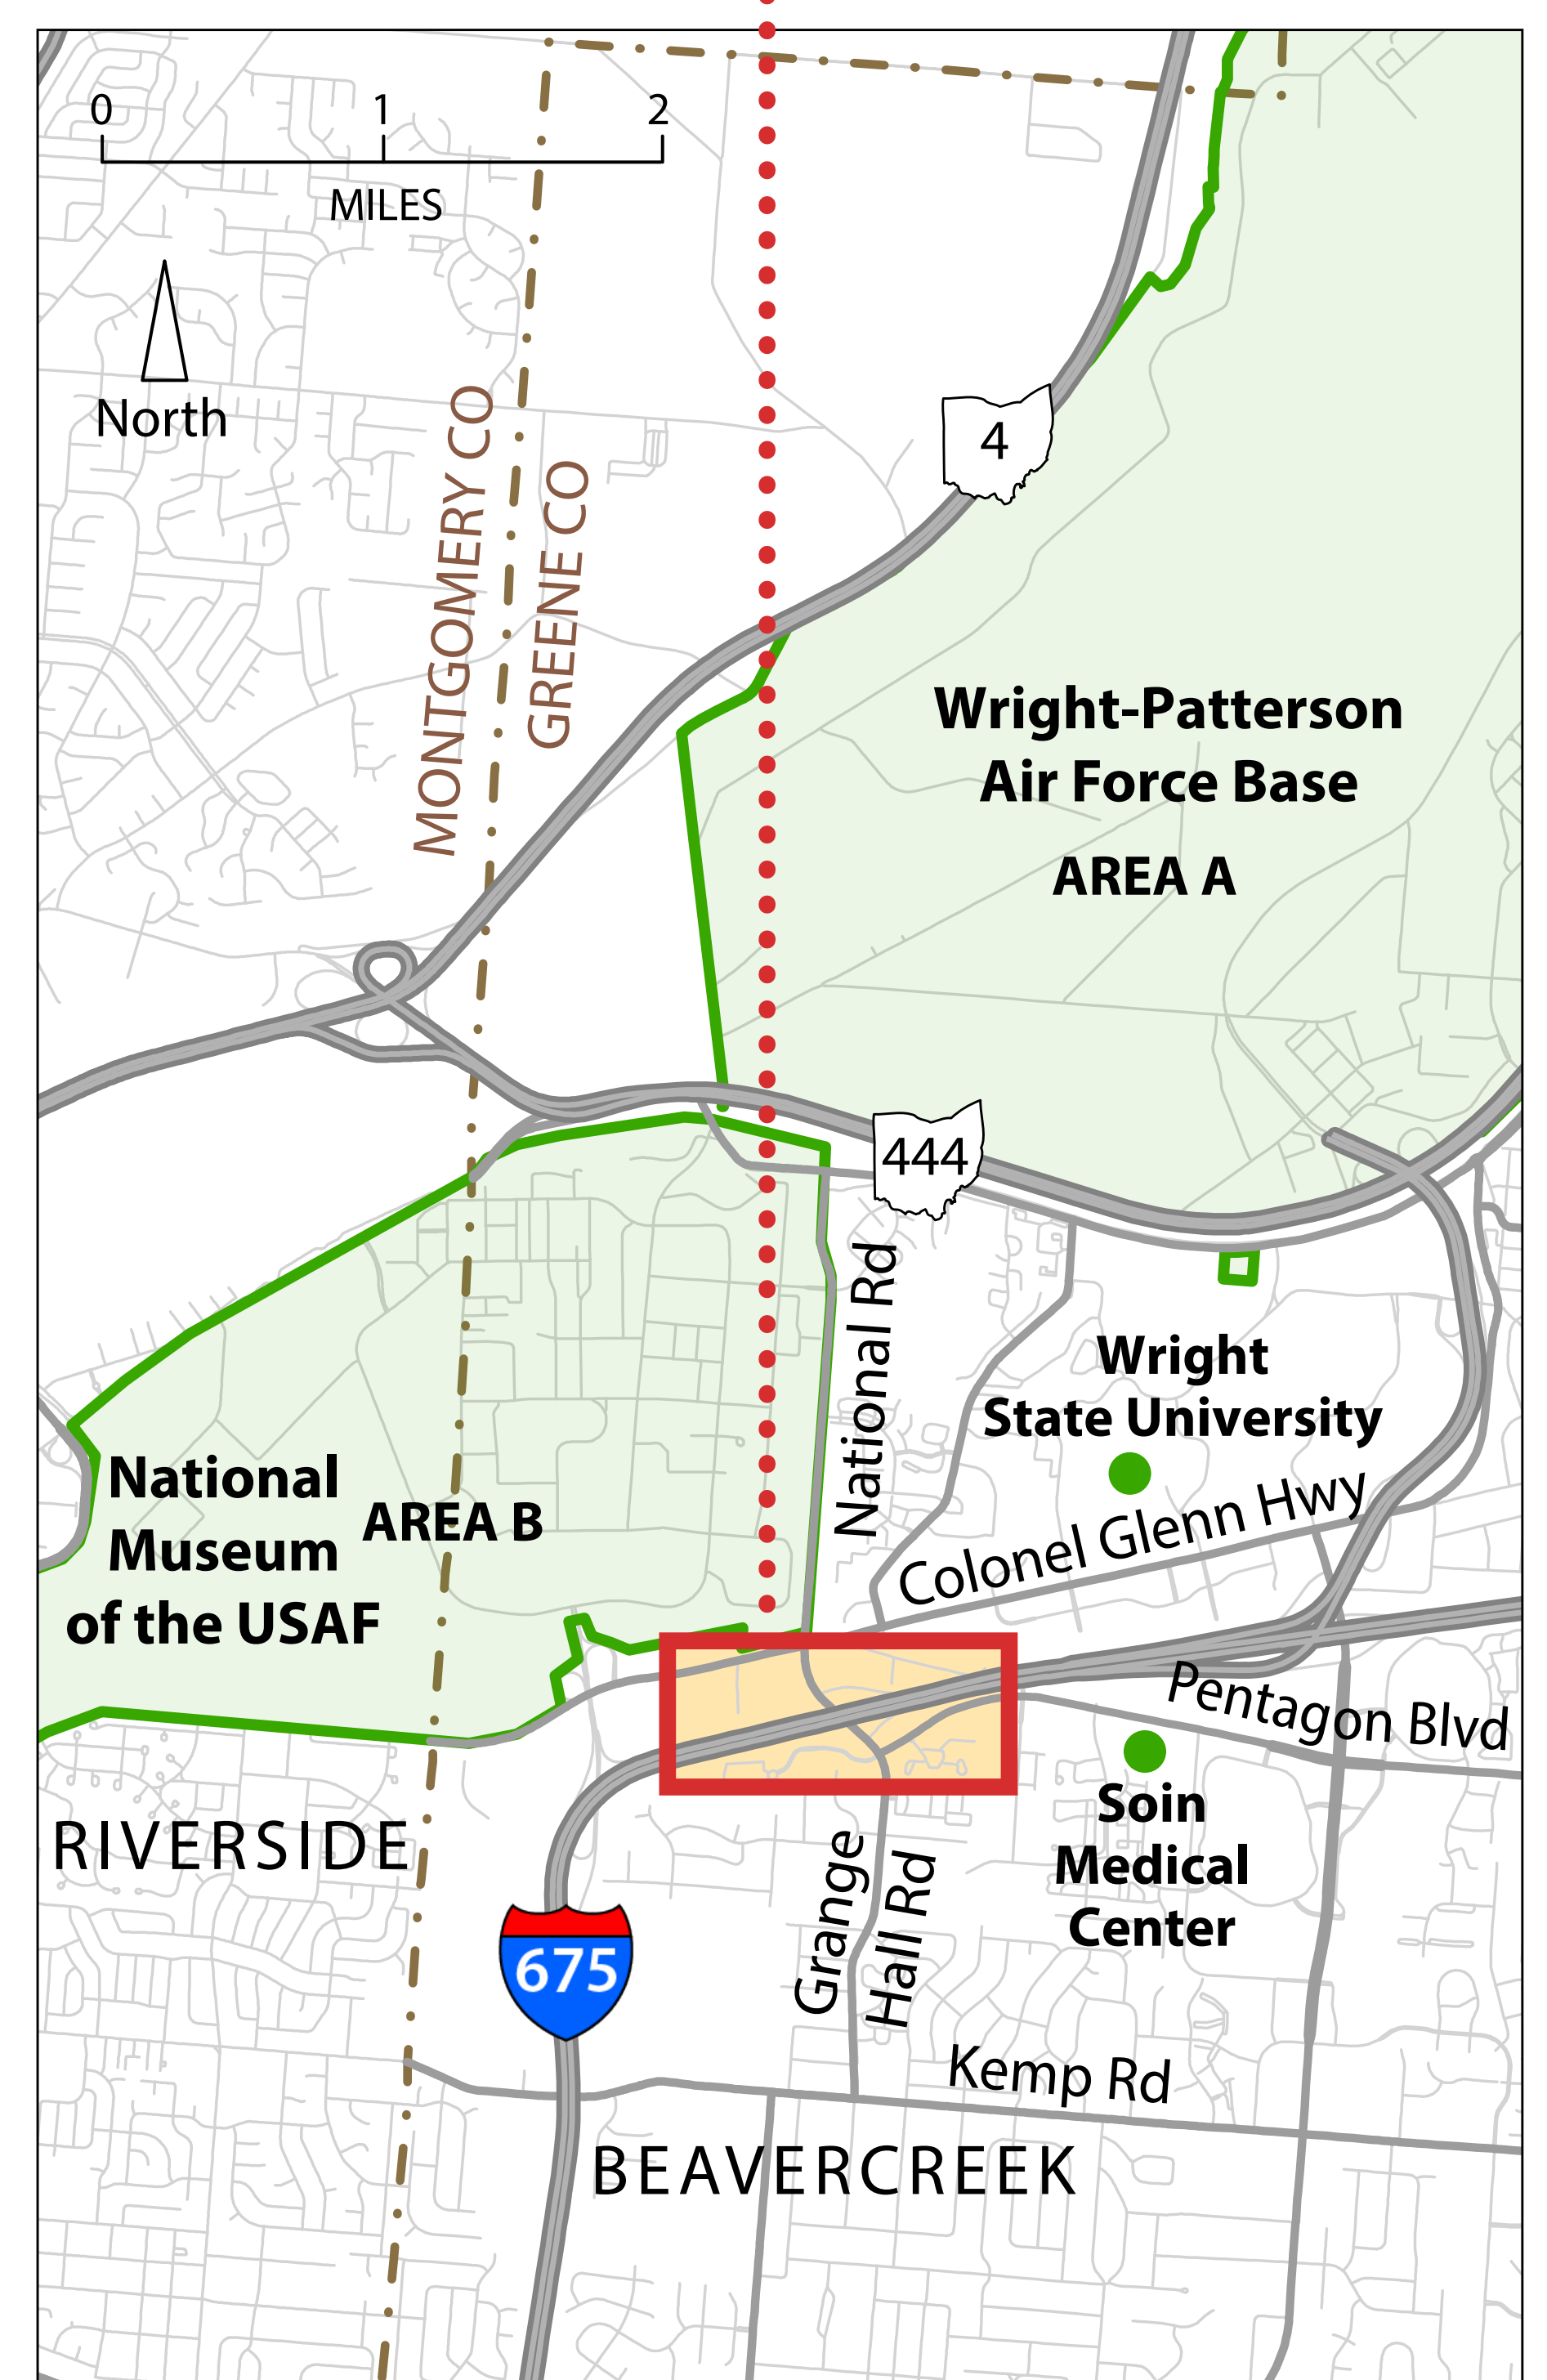 0 1 2
MILES
North
4
MONTGOMERY CO
GREENE CO
Wright-Patterson
Air Force Base
AREA A
444
National Rd
Wright
State University
Colonel Glenn Hwy
National
Museum
of the USAF
AREA B
Pentagon Blvd
Soin
Medical
Center
RIVERSIDE
Grange
Hall Rd
675
Kemp Rd
BEAVERCREEK